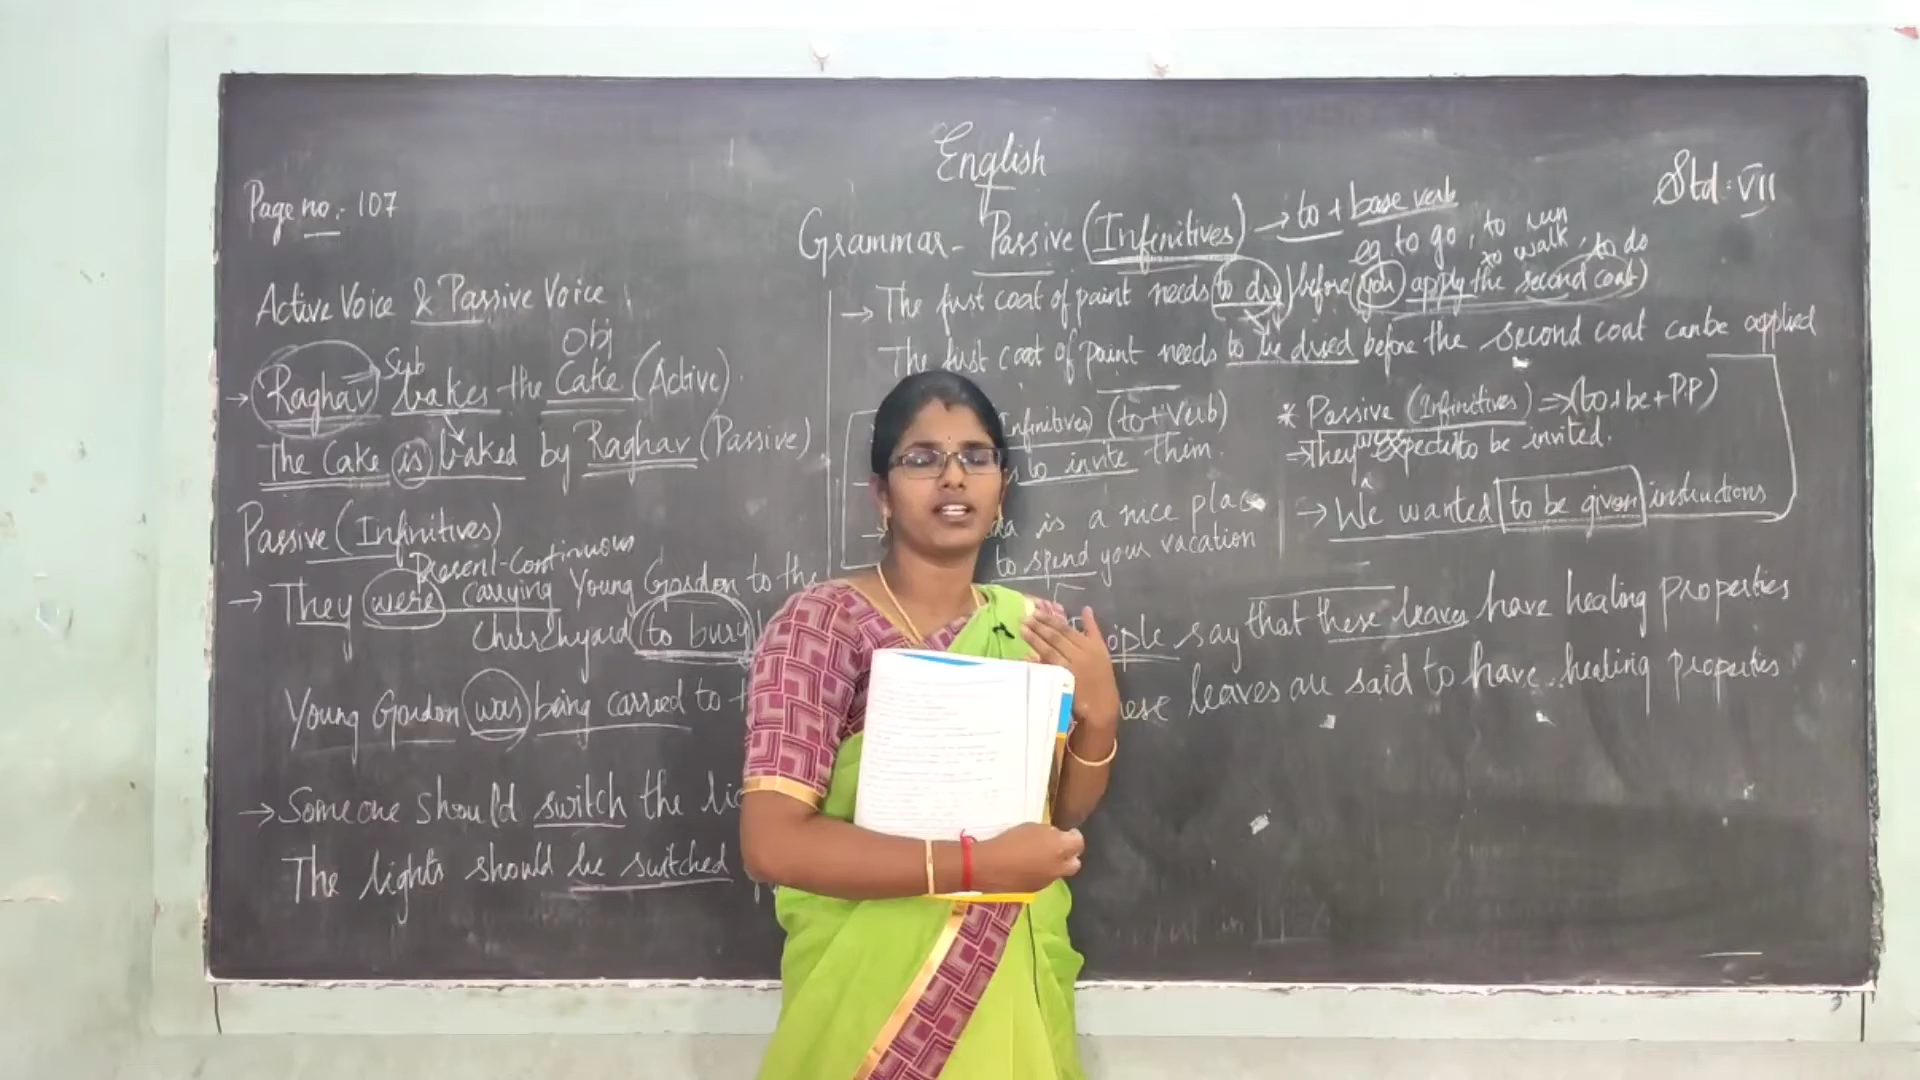 English
Std: VII
Page no:- 107
Active Voice & Passive Voice
Sub
Obj
→ Raghav bakes the Cake (Active).
The Cake is baked by Raghav (Passive)
Passive (Infinitives)
Present-Continuous
→ They were carrying Young Gordon to the
churchyard to bury
Young Gordon was being carried to
→ Someone should switch the
The lights should be switched
Grammar - Passive (Infinitives) → to + base verb
eg to go, to run
to walk, to do
→ The first coat of paint needs to dry before you apply the second coat)
The first coat of paint needs to be dried before the second coat can be applied
(to + Verb)
to invite them.
is a nice place
to spend your vacation
* Passive (Infinitives) ⇒ (to + be + P.P)
⇒ They were expected to be invited.
→ We wanted to be given instructions
say that these leaves have healing properties
leaves are said to have healing properties